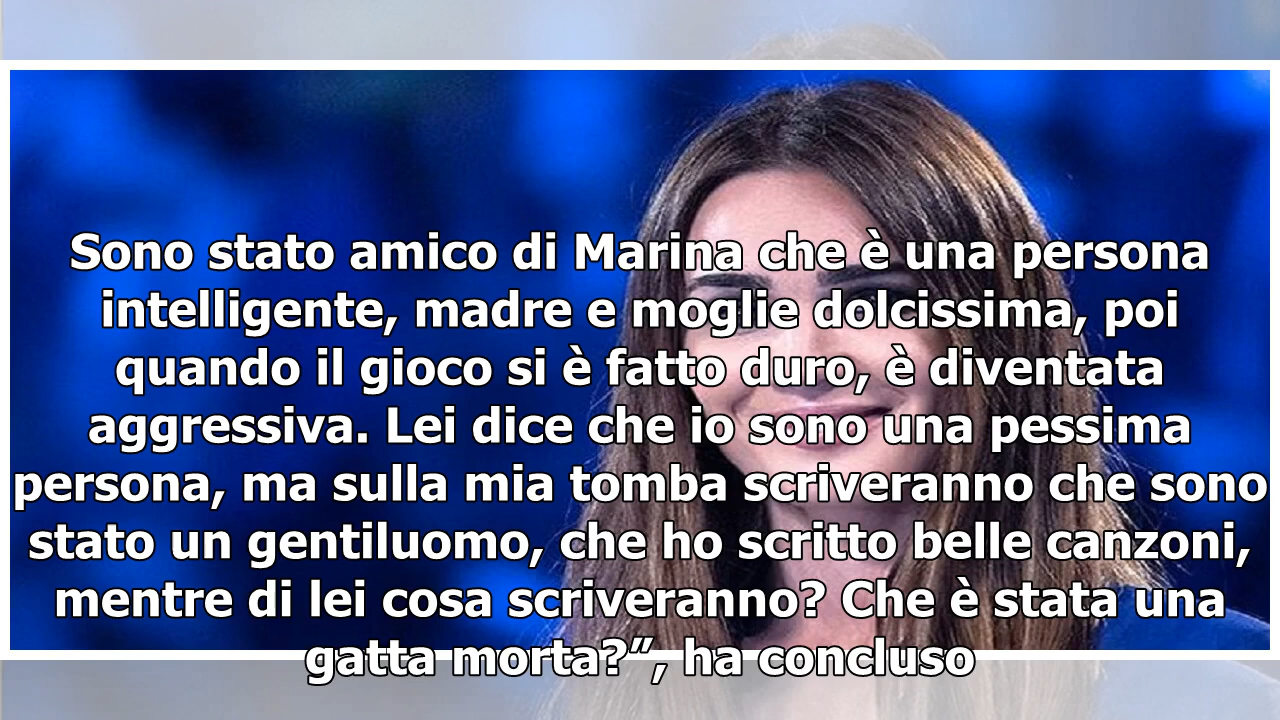 Sono stato amico di Marina che è una persona
intelligente, madre e moglie dolcissima, poi
quando il gioco si è fatto duro, è diventata
aggressiva. Lei dice che io sono una pessima
persona, ma sulla mia tomba scriveranno che sono
stato un gentiluomo, che ho scritto belle canzoni,
mentre di lei cosa scriveranno? Che è stata una
gatta morta?”, ha concluso